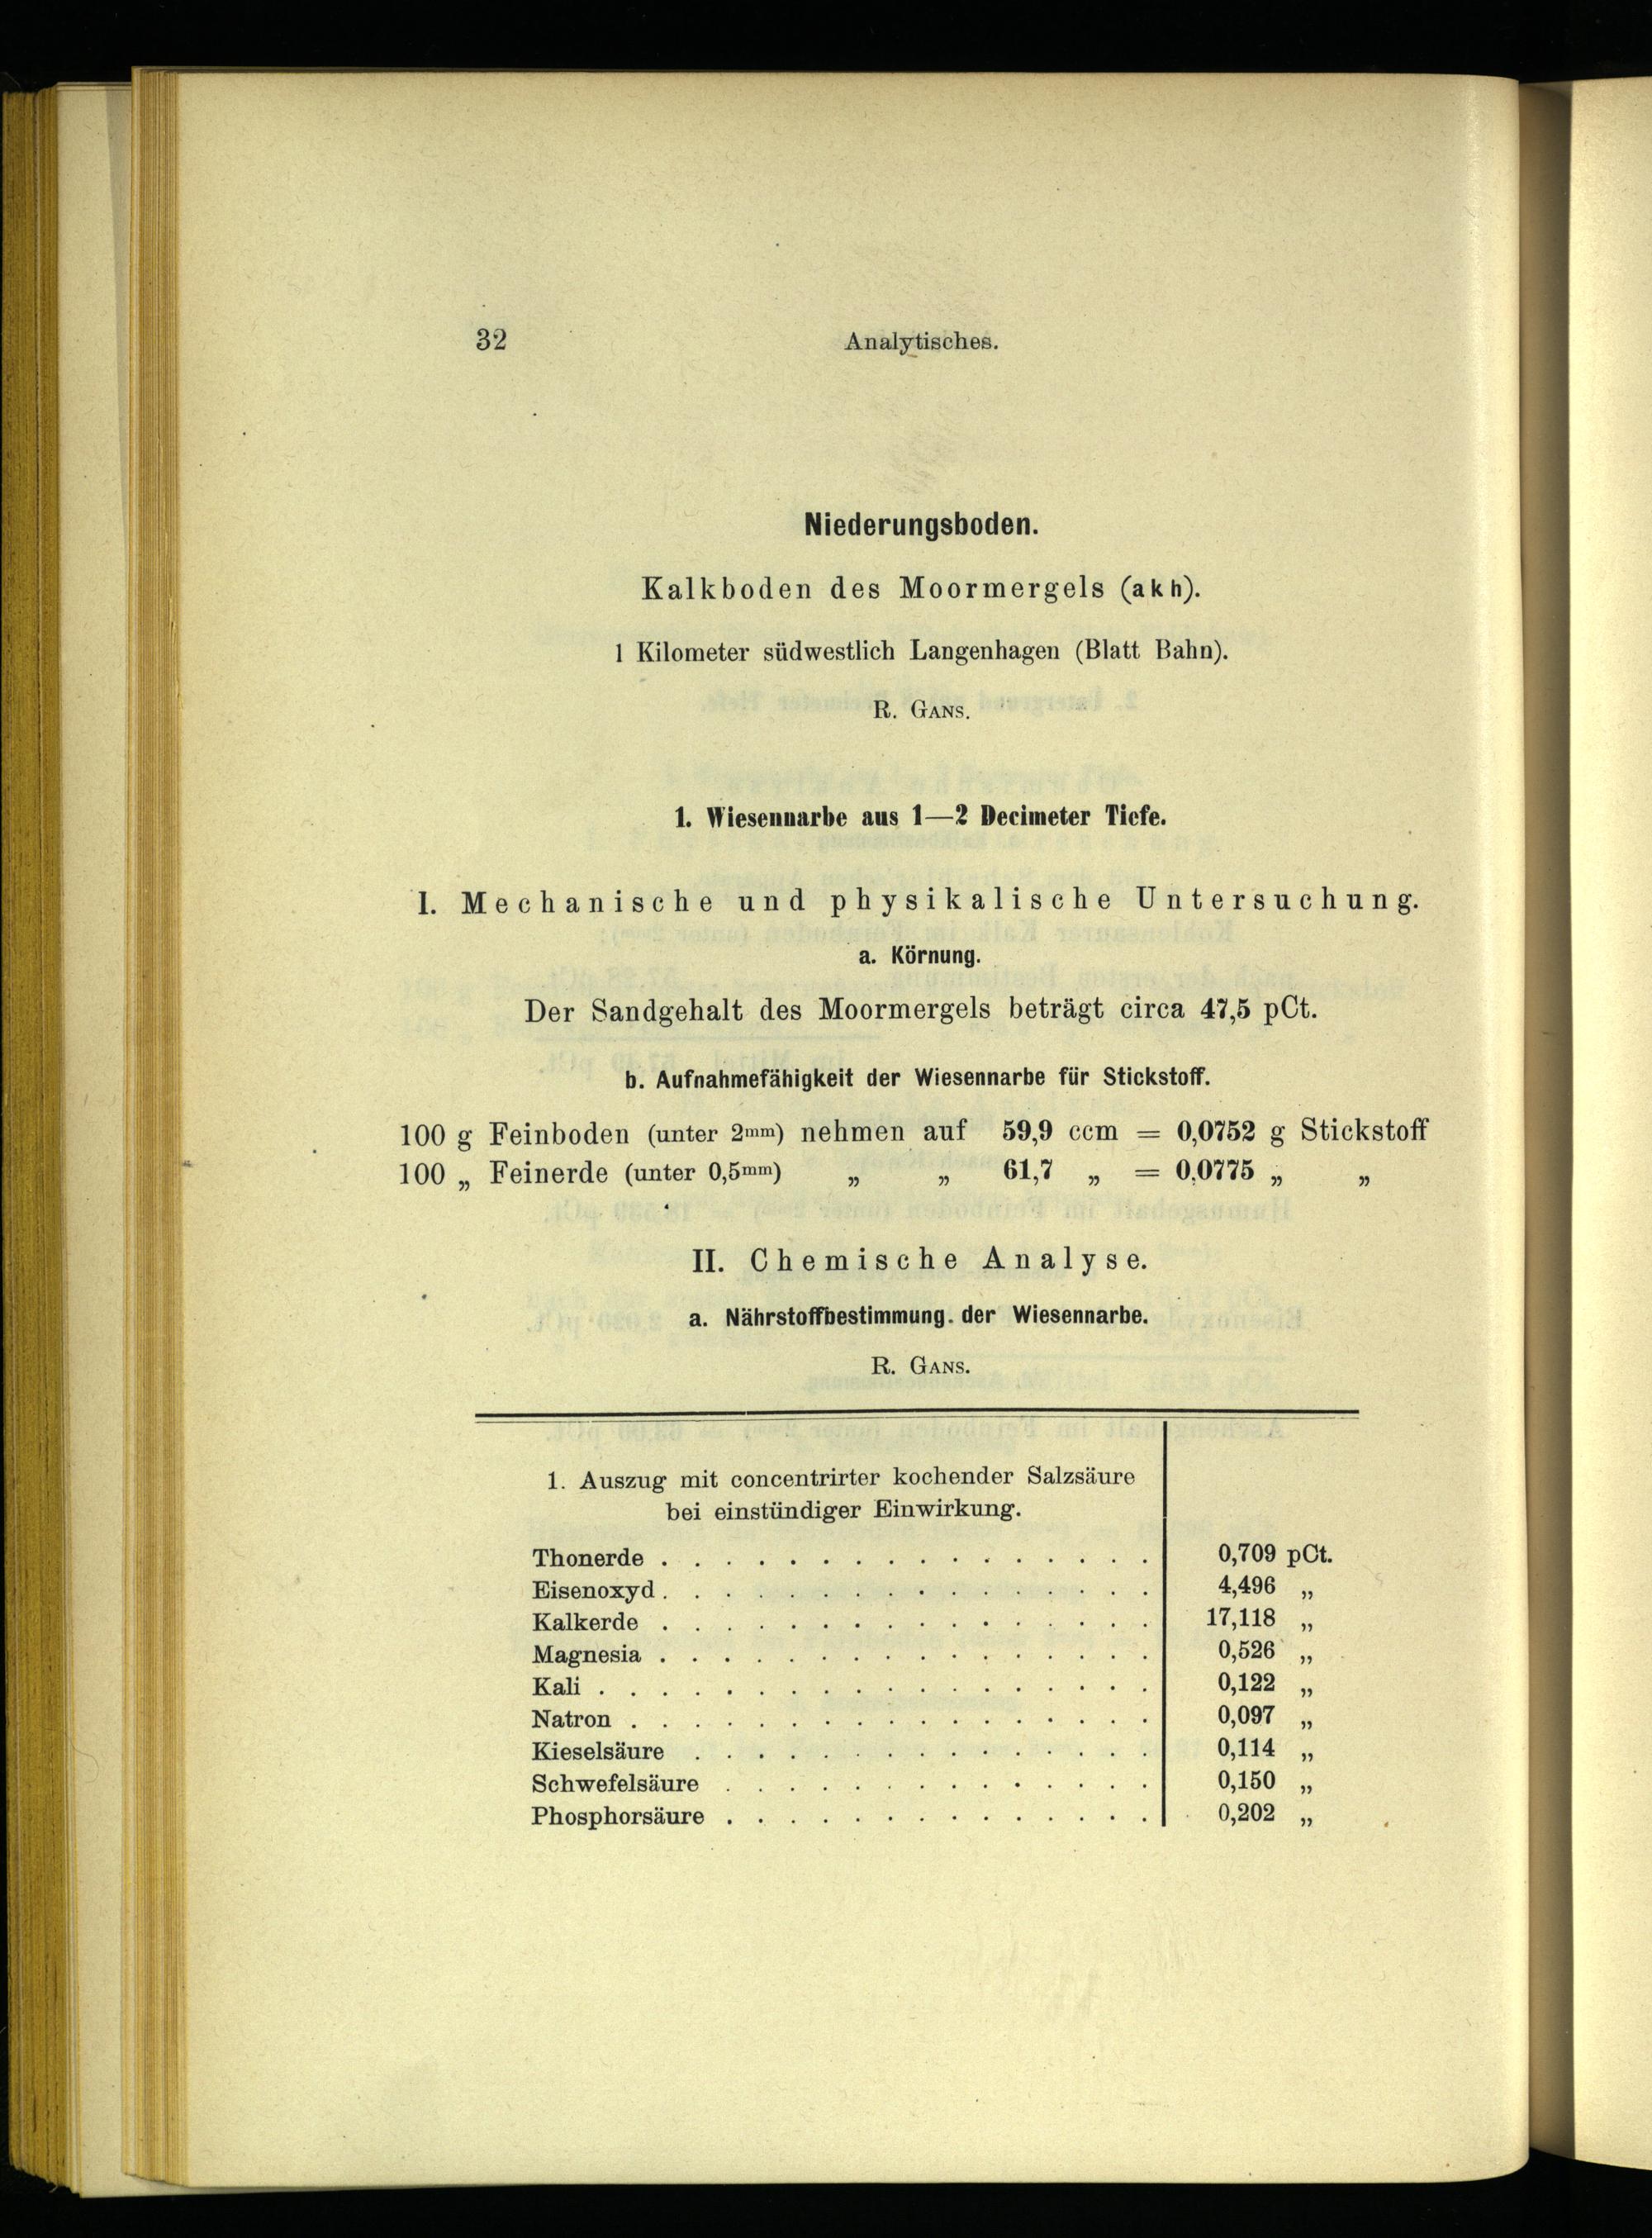 32 Analytisches.
Niederungsboden.
Kalkboden des Moormergels (akh).
1 Kilometer südwestlich Langenhagen (Blatt Bahn).
R. GANS.
1. Wiesennarbe aus 1—2 Decimeter Tiefe.
I. Mechanische und physikalische Untersuchung.
a. Körnung.
Der Sandgehalt des Moormergels beträgt circa 47,5 pCt.
b. Aufnahmefähigkeit der Wiesennarbe für Stickstoff.
100 g Feinboden (unter 2mm) nehmen auf 59,9 ccm = 0,0752 g Stickstoff
100 „ Feinerde (unter 0,5mm) „ „ 61,7 „ = 0,0775 „ „
II. Chemische Analyse.
a. Nährstoffbestimmung. der Wiesennarbe.
R. GANS.
1. Auszug mit concentrirter kochender Salzsäure
bei einstündiger Einwirkung.
Thonerde . . . . . . . . . . . . . . . . 0,709 pCt.
Eisenoxyd . . . . . . . . . . . . . . . . 4,496 „
Kalkerde . . . . . . . . . . . . . . . . 17,118 „
Magnesia . . . . . . . . . . . . . . . . 0,526 „
Kali . . . . . . . . . . . . . . . . . . 0,122 „
Natron . . . . . . . . . . . . . . . . . 0,097 „
Kieselsäure . . . . . . . . . . . . . . . 0,114 „
Schwefelsäure . . . . . . . . . . . . . . 0,150 „
Phosphorsäure . . . . . . . . . . . . . . 0,202 „